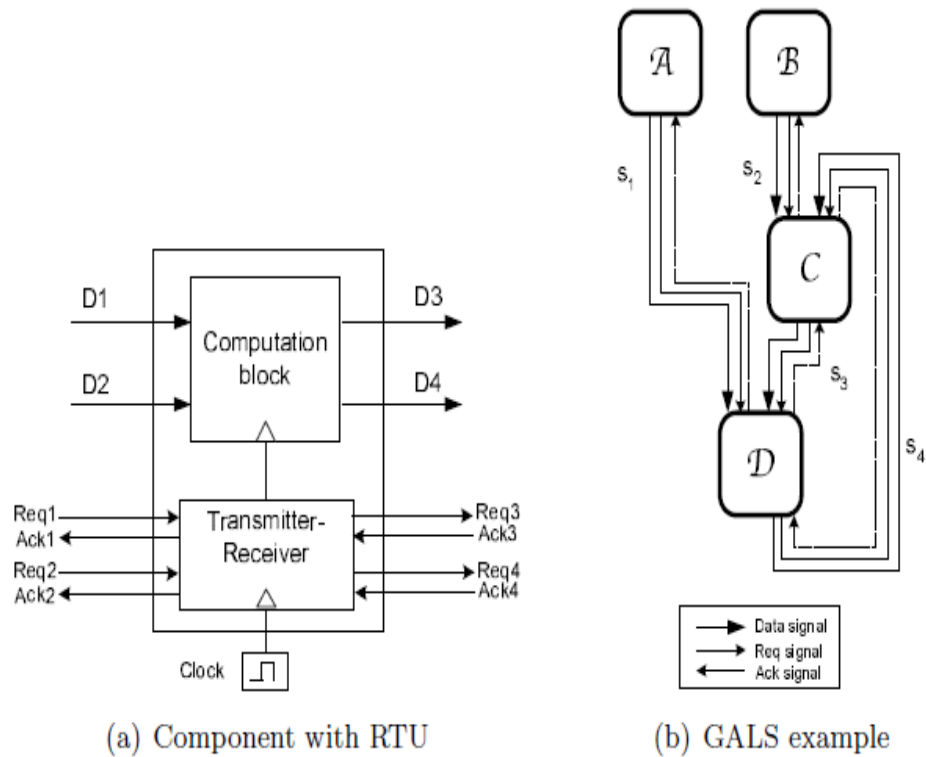 D1
D3
Computation
block
D2
D4
Req1
Ack1
Req2
Ack2
Transmitter-
Receiver
Req3
Ack3
Req4
Ack4
Clock
(a) Component with RTU
A
B
s1
s2
C
s3
D
s4
Data signal
Req signal
Ack signal
(b) GALS example